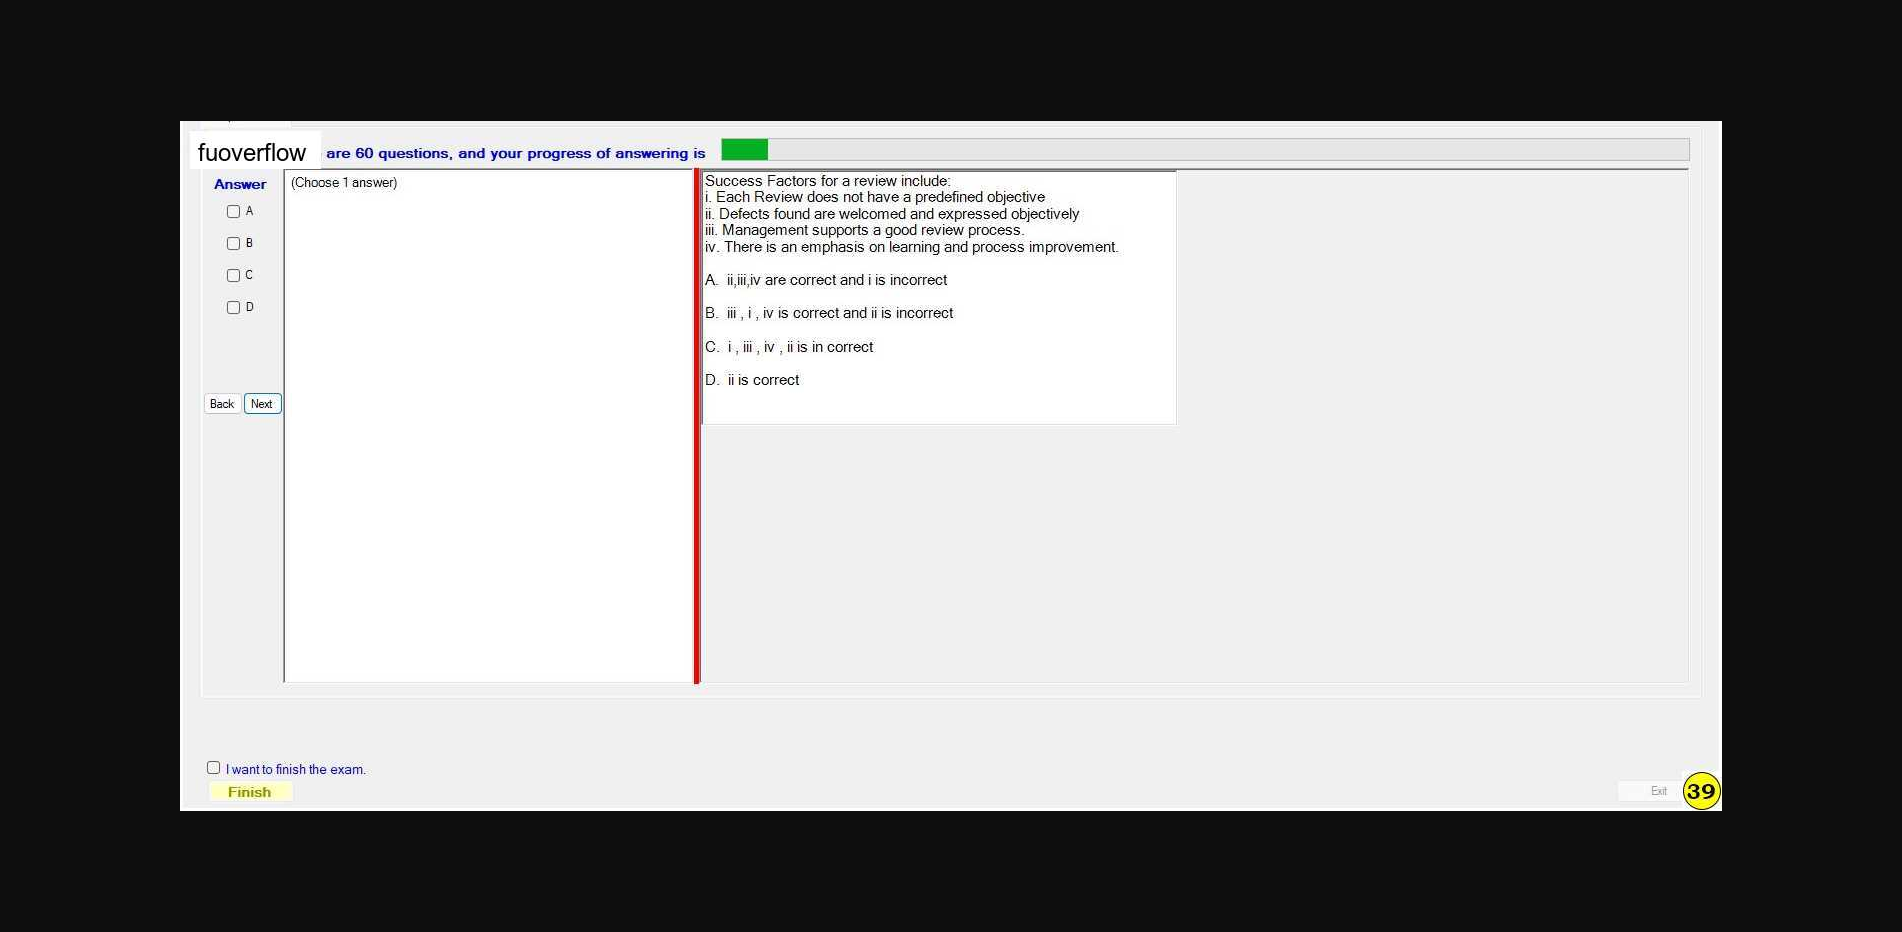 fuoverflow are 60 questions, and your progress of answering is
Answer
(Choose 1 answer)
A
B
C
D
Back Next
Success Factors for a review include:
i. Each Review does not have a predefined objective
ii. Defects found are welcomed and expressed objectively
iii. Management supports a good review process.
iv. There is an emphasis on learning and process improvement.
A. ii,iii,iv are correct and i is incorrect
B. iii , i , iv is correct and ii is incorrect
C. i , iii , iv , ii is in correct
D. ii is correct
I want to finish the exam.
Finish
Exit
39